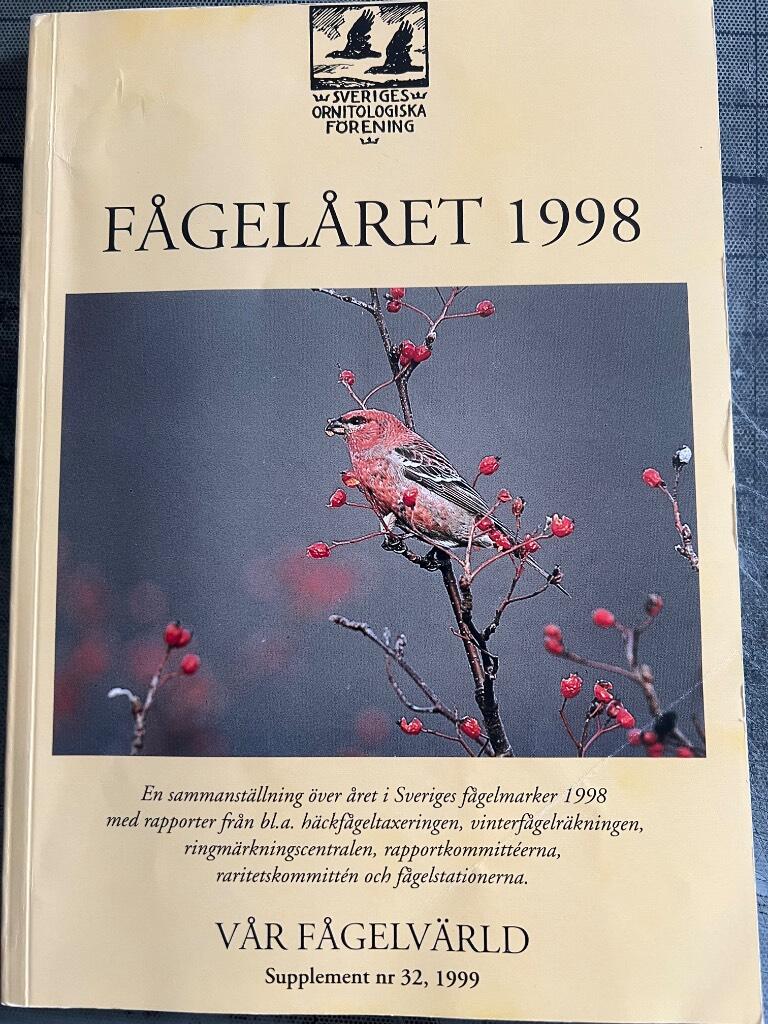 SVERIGES
ORNITOLOGISKA
FÖRENING
FÅGELÅRET 1998
En sammanställning över året i Sveriges fågelmarker 1998
med rapporter från bl.a. häckfågeltaxeringen, vinterfågelräkningen,
ringmärkningscentralen, rapportkommittéerna,
raritetskommittén och fågelstationerna.
VÅR FÅGELVÄRLD
Supplement nr 32, 1999